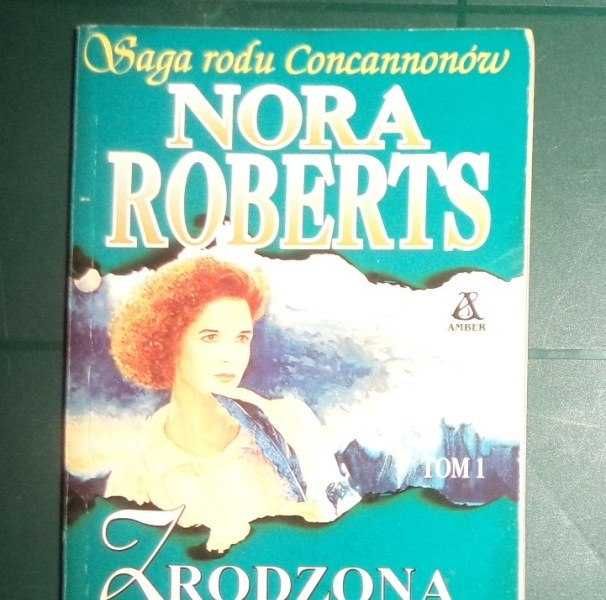 Saga rodu Concannonów
NORA
ROBERTS
AMBER
TOM 1
ZRODZONA